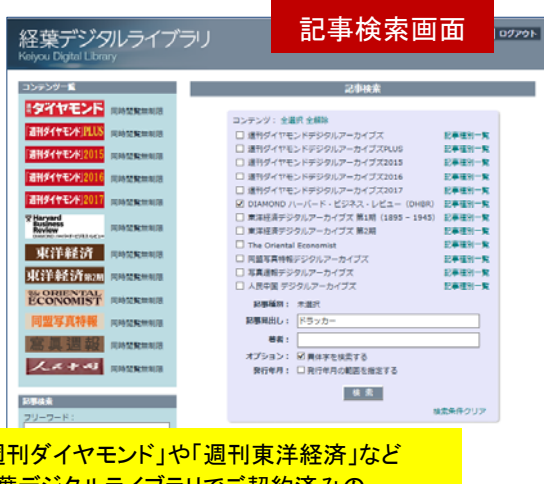 記事検索画面
ログアウト
経葉デジタルライブラリ
Keiyou Digital Library
コンテンツ一覧
週刊ダイヤモンド 同時閲覧無制限
週刊ダイヤモンドPLUS 同時閲覧無制限
週刊ダイヤモンド2015 同時閲覧無制限
週刊ダイヤモンド2016 同時閲覧無制限
週刊ダイヤモンド2017 同時閲覧無制限
Harvard Business Review 同時閲覧無制限
東洋経済 同時閲覧無制限
東洋経済第2期 同時閲覧無制限
The ORIENTAL ECONOMIST 同時閲覧無制限
同盟写真特報 同時閲覧無制限
写真週報 同時閲覧無制限
人民中国 同時閲覧無制限
記事検索
フリーワード：
記事検索
コンテンツ： 全選択 全解除
週刊ダイヤモンドデジタルアーカイブズ 記事種別一覧
週刊ダイヤモンドデジタルアーカイブズPLUS 記事種別一覧
週刊ダイヤモンドデジタルアーカイブズ2015 記事種別一覧
週刊ダイヤモンドデジタルアーカイブズ2016 記事種別一覧
週刊ダイヤモンドデジタルアーカイブズ2017 記事種別一覧
DIAMOND ハーバード・ビジネス・レビュー（DHBR） 記事種別一覧
東洋経済デジタルアーカイブズ 第1期（1895 - 1945） 記事種別一覧
東洋経済デジタルアーカイブズ 第2期 記事種別一覧
The Oriental Economist 記事種別一覧
同盟写真特報デジタルアーカイブズ 記事種別一覧
写真週報デジタルアーカイブズ 記事種別一覧
人民中国 デジタルアーカイブズ 記事種別一覧
記事種類： 未選択
記事見出し： ドラッカー
著者：
オプション： 異体字を検索する
発行年月： 発行年月の範囲を指定する
検 索
検索条件クリア
週刊ダイヤモンド」や「週刊東洋経済」など
葉デジタルライブラリでご契約済みの